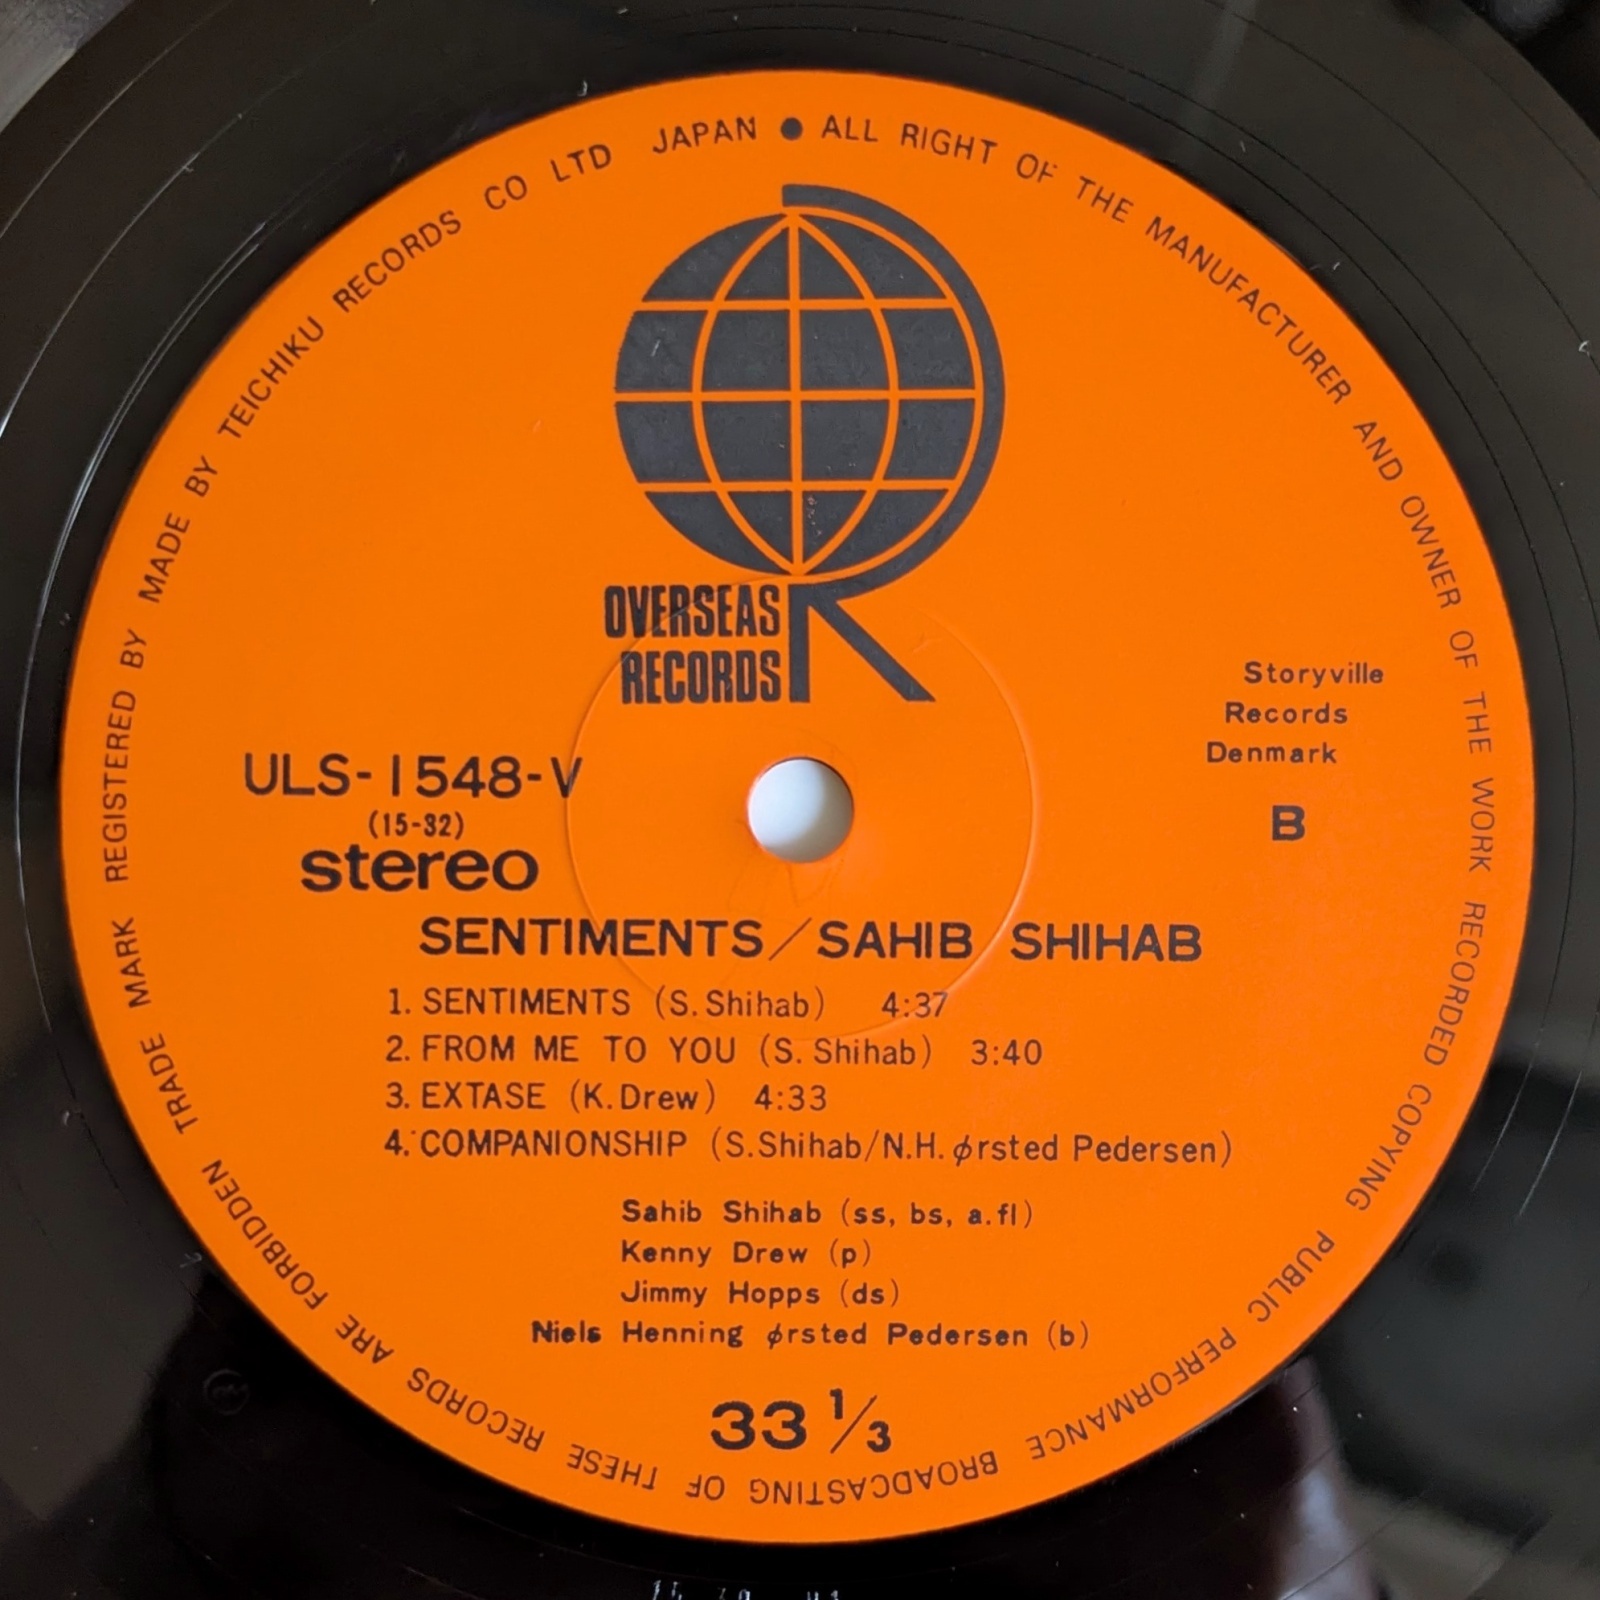 TRADE MARK REGISTERED BY MADE BY TEICHIKU RECORDS CO LTD JAPAN ● ALL RIGHT OF THE MANUFACTURER AND OWNER OF THE WORK RECORDED COPYING PUBLIC PERFORMANCE BROADCASTING OF THESE RECORDS ARE FORBIDDEN
OVERSEAS
RECORDS
Storyville
Records
Denmark
ULS-1548-V
(15-32)
stereo
B
SENTIMENTS/SAHIB SHIHAB
1. SENTIMENTS (S. Shihab) 4:37
2. FROM ME TO YOU (S. Shihab) 3:40
3. EXTASE (K. Drew) 4:33
4. COMPANIONSHIP (S.Shihab/N.H. ørsted Pedersen)
Sahib Shihab (ss, bs, a.fl)
Kenny Drew (p)
Jimmy Hopps (ds)
Niels Henning ørsted Pedersen (b)
33 1/3